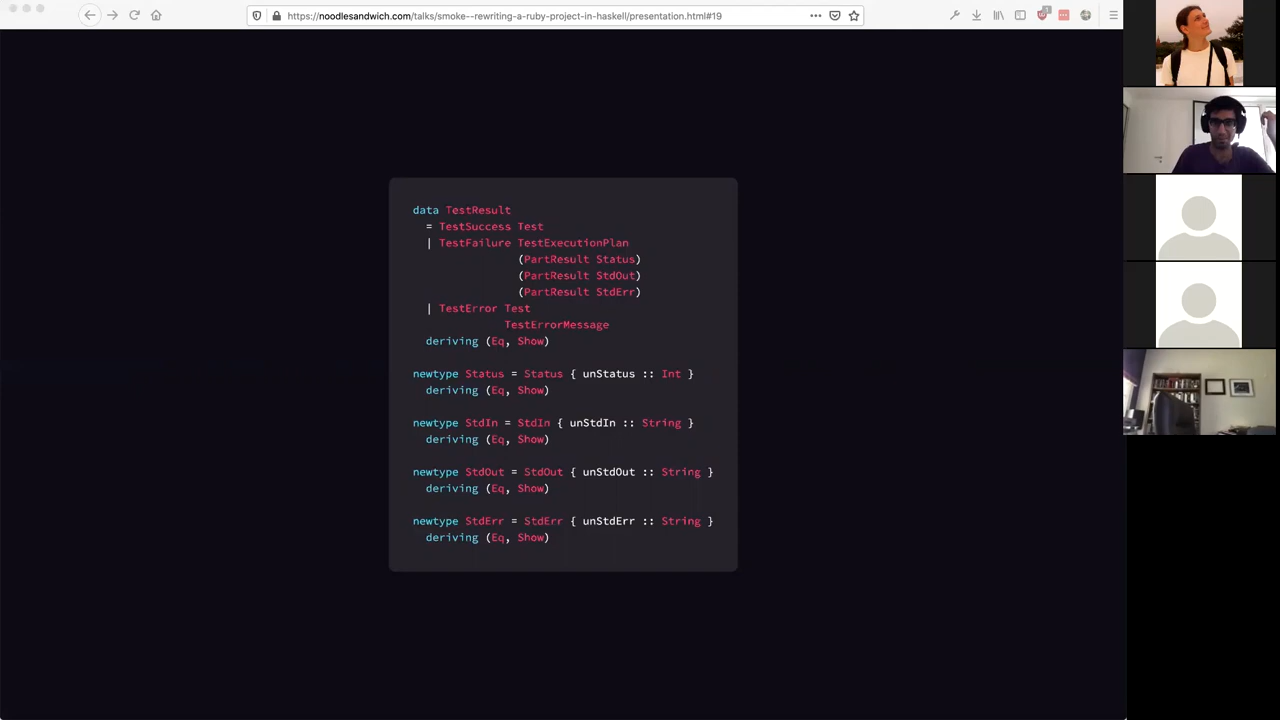 https://noodlesandwich.com/talks/smoke--rewriting-a-ruby-project-in-haskell/presentation.html#19
data TestResult
= TestSuccess Test
| TestFailure TestExecutionPlan
(PartResult Status)
(PartResult StdOut)
(PartResult StdErr)
| TestError Test
TestErrorMessage
deriving (Eq, Show)
newtype Status = Status { unStatus :: Int }
deriving (Eq, Show)
newtype StdIn = StdIn { unStdIn :: String }
deriving (Eq, Show)
newtype StdOut = StdOut { unStdOut :: String }
deriving (Eq, Show)
newtype StdErr = StdErr { unStdErr :: String }
deriving (Eq, Show)